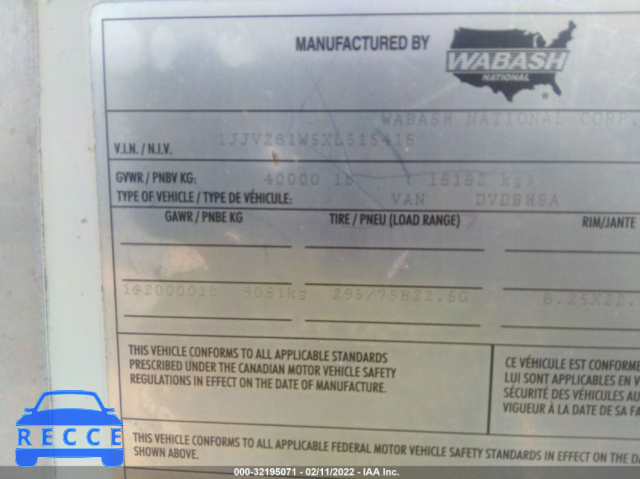 MANUFACTURED BY
WABASH
NATIONAL
WABASH NATIONAL CORP.
V.I.N. / N.I.V. 1JJVZ81W5XL515415
GVWR / PNBV KG: 40000 lb ( 18182 kg)
TYPE OF VEHICLE / TYPE DE VÉHICULE: VAN DVDBHSA
GAWR / PNBE KG TIRE / PNEU (LOAD RANGE) RIM/JANTE
1@20000lb 9091kg 295/75R22.5G 8.25X22.
THIS VEHICLE CONFORMS TO ALL APPLICABLE STANDARDS
PRESCRIBED UNDER THE CANADIAN MOTOR VEHICLE SAFETY
REGULATIONS IN EFFECT ON THE DATE OF MANUFACTURE.
CE VÉHICULE EST CONFORME
LUI SONT APPLICABLES EN V
SÉCURITÉ DES VÉHICULES AU
VIGUEUR À LA DATE DE SA FA
THIS VEHICLE CONFORMS TO ALL APPLICABLE FEDERAL MOTOR VEHICLE SAFETY STANDARDS IN EFFECT ON THE DA
SHOWN ABOVE.
RECCE
000-32195071 - 02/11/2022 - IAA Inc.